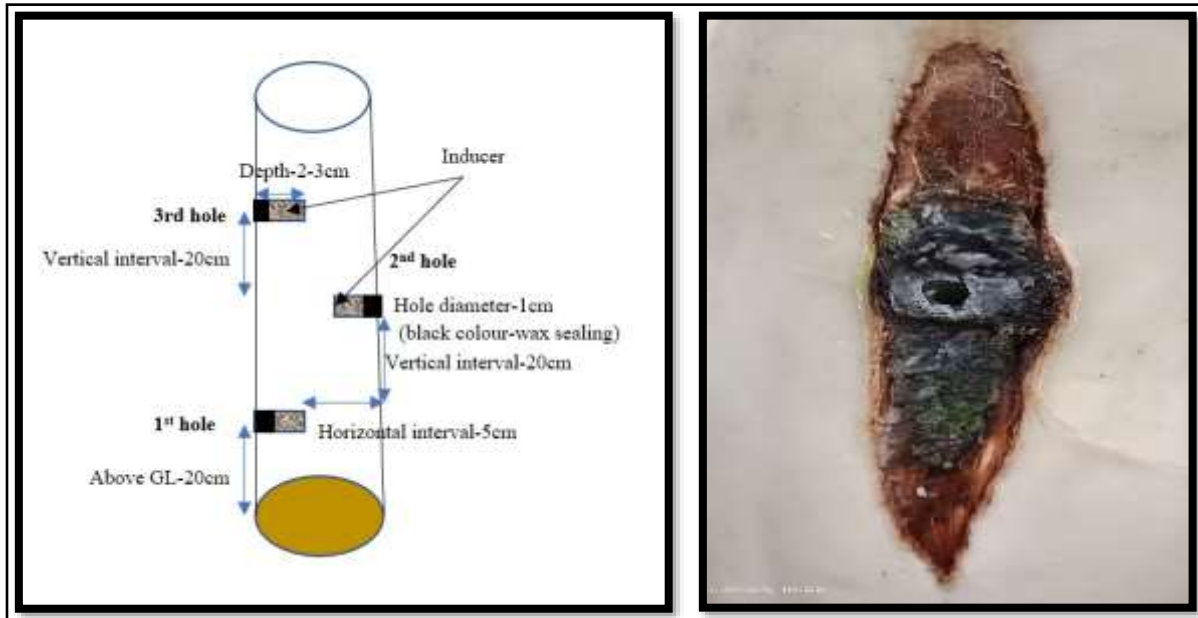 Inducer
Depth-2-3cm
3rd hole
Vertical interval-20cm
2nd hole
Hole diameter-1cm
(black colour-wax sealing)
Vertical interval-20cm
1st hole
Horizontal interval-5cm
Above GL-20cm